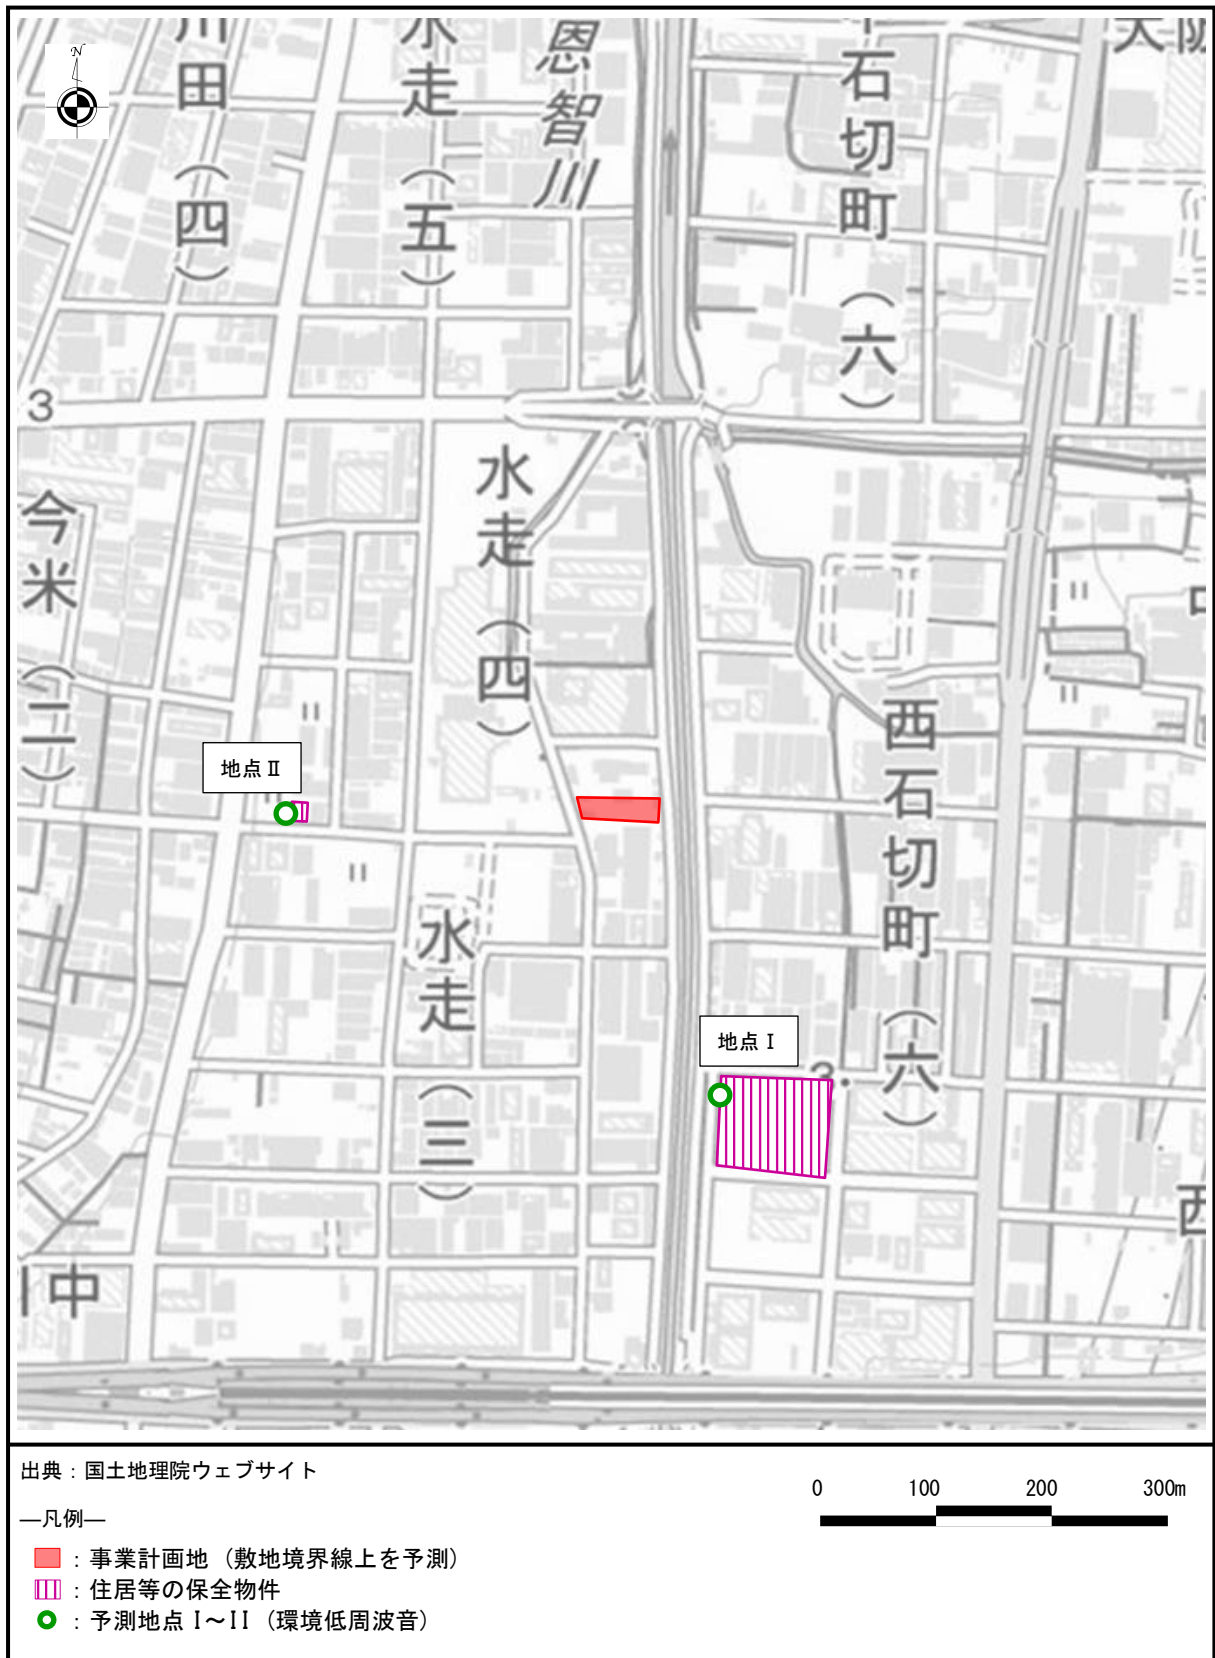 N
川田(四)
水走(五)
恩智川
石切町(六)
大阪
3
今米(二)
水走(四)
中
西石切町(六)
地点Ⅱ
水走(三)
地点Ⅰ
3
西
中
出典：国土地理院ウェブサイト
0 100 200 300m
―凡例―
：事業計画地（敷地境界線上を予測）
：住居等の保全物件
：予測地点 I～II（環境低周波音）